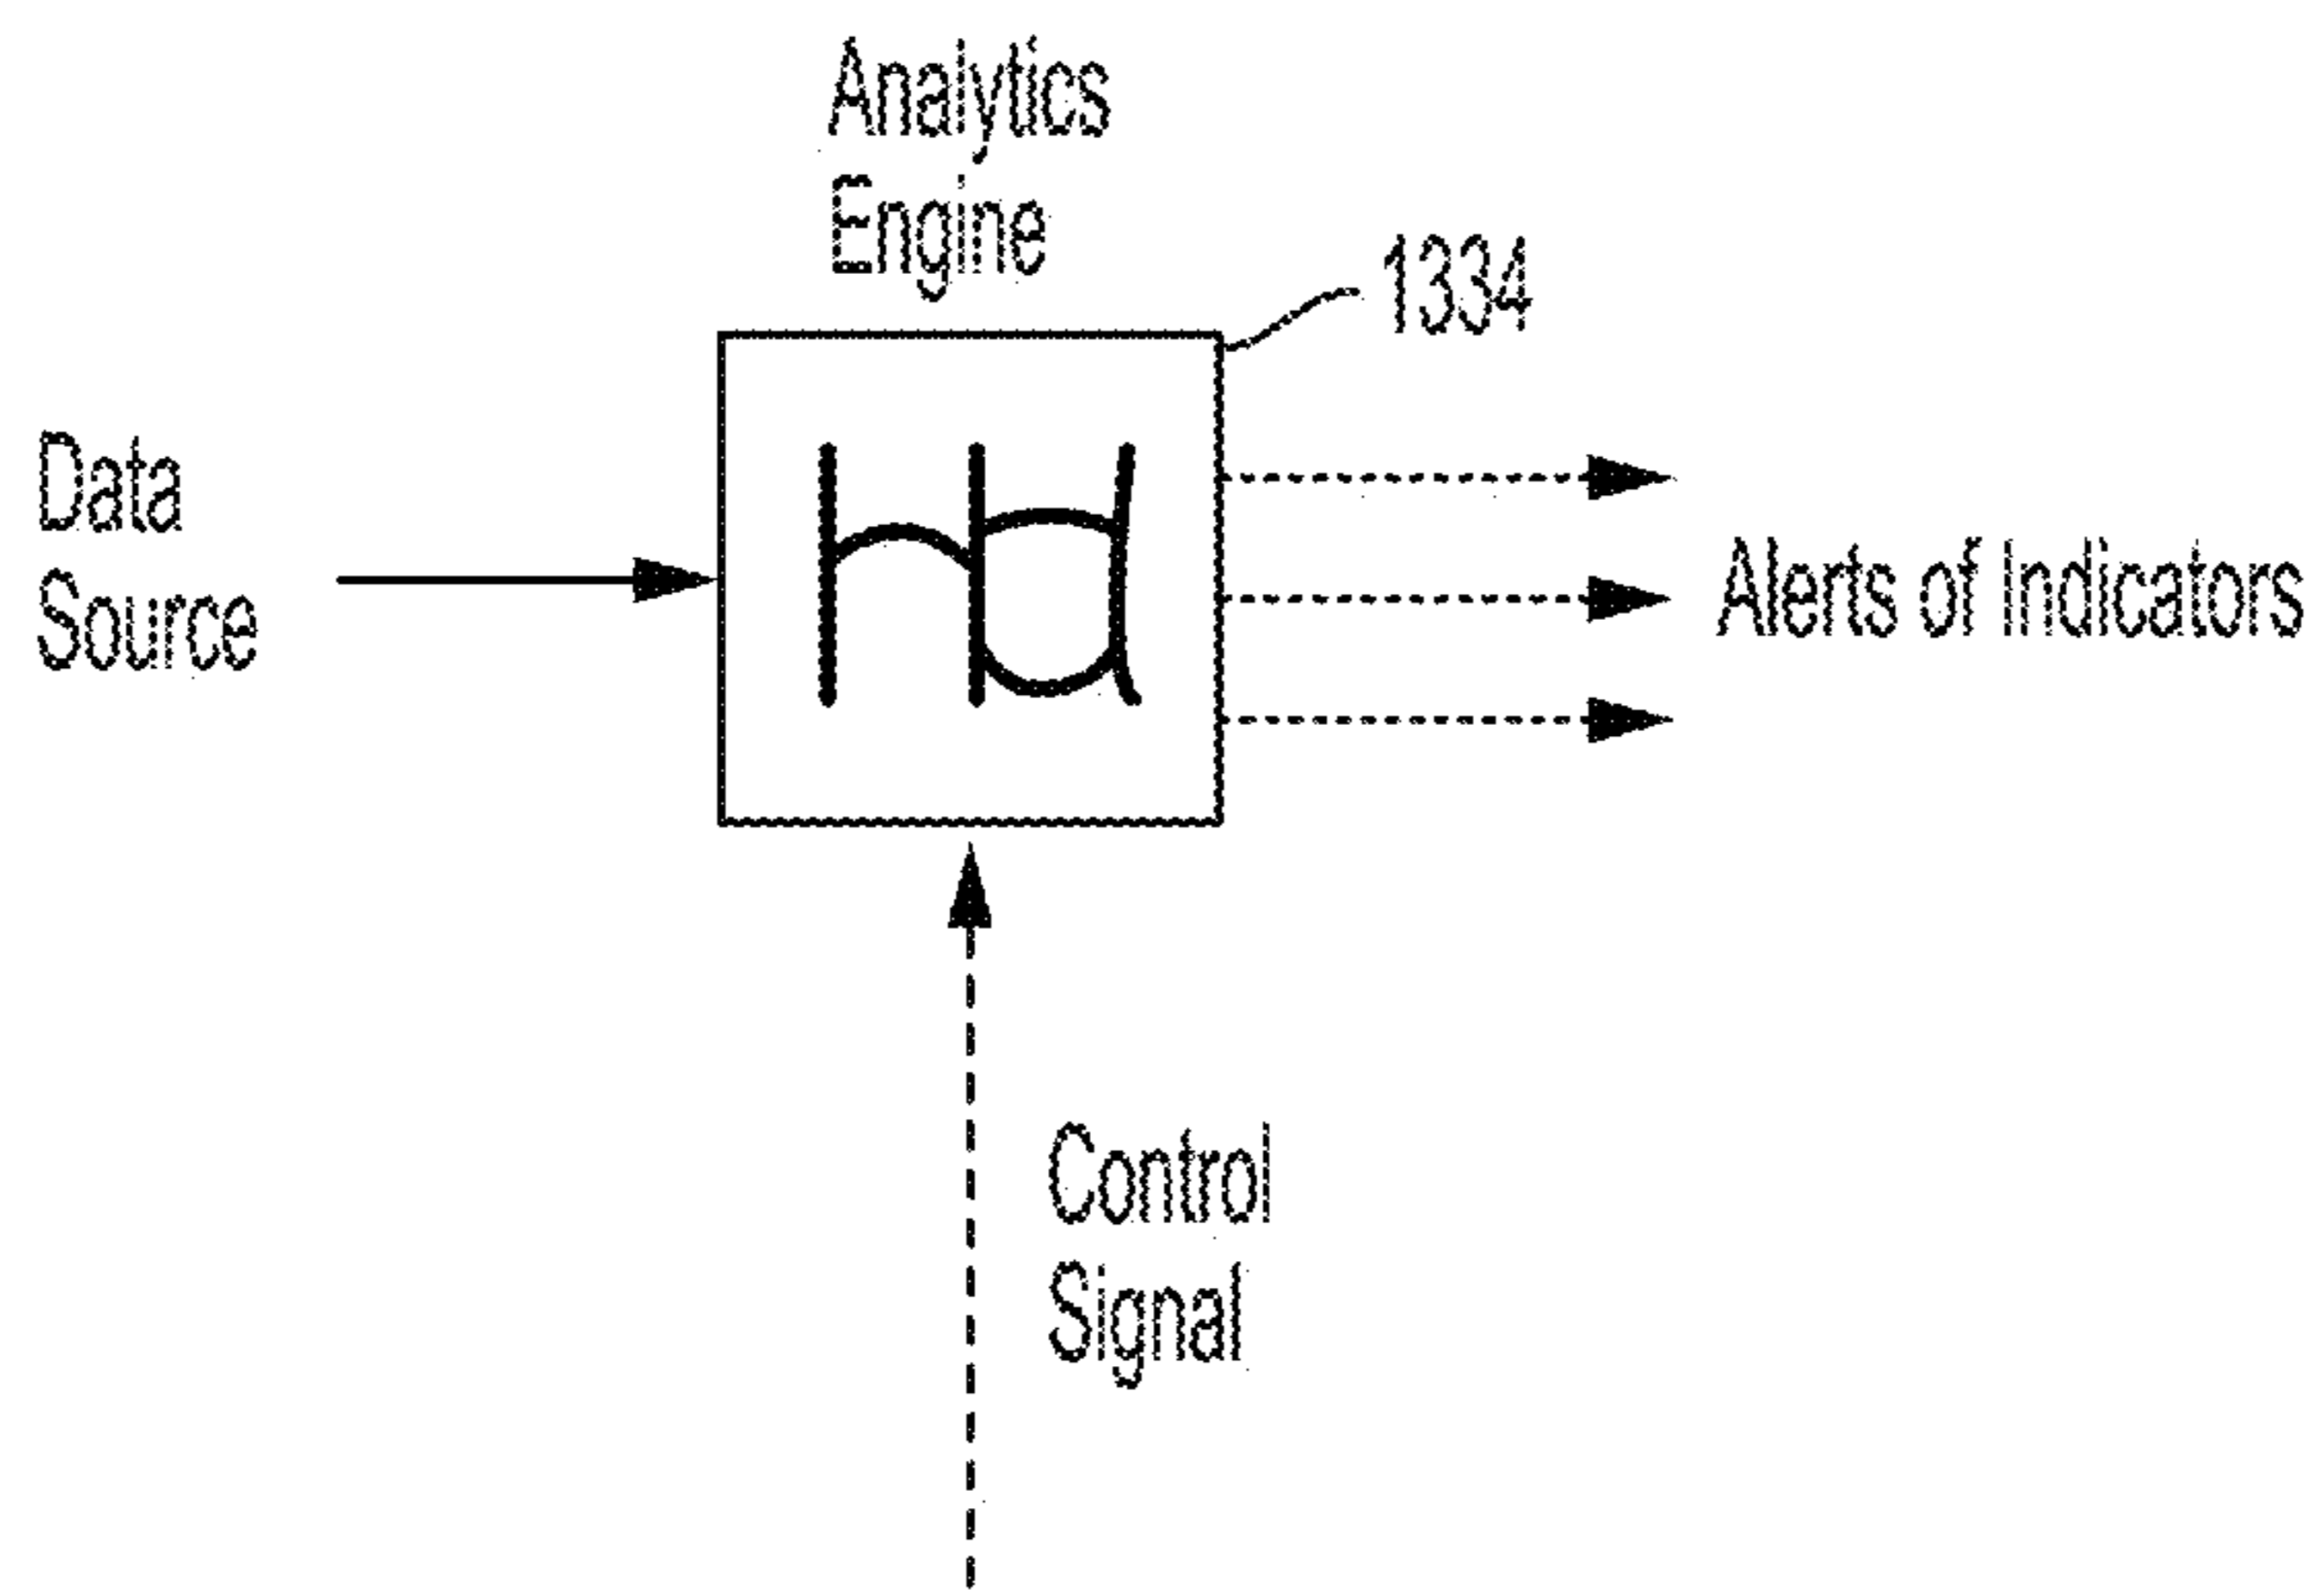 Analytics
Engine
1334
Data
Source
Alerts of Indicators
Control
Signal